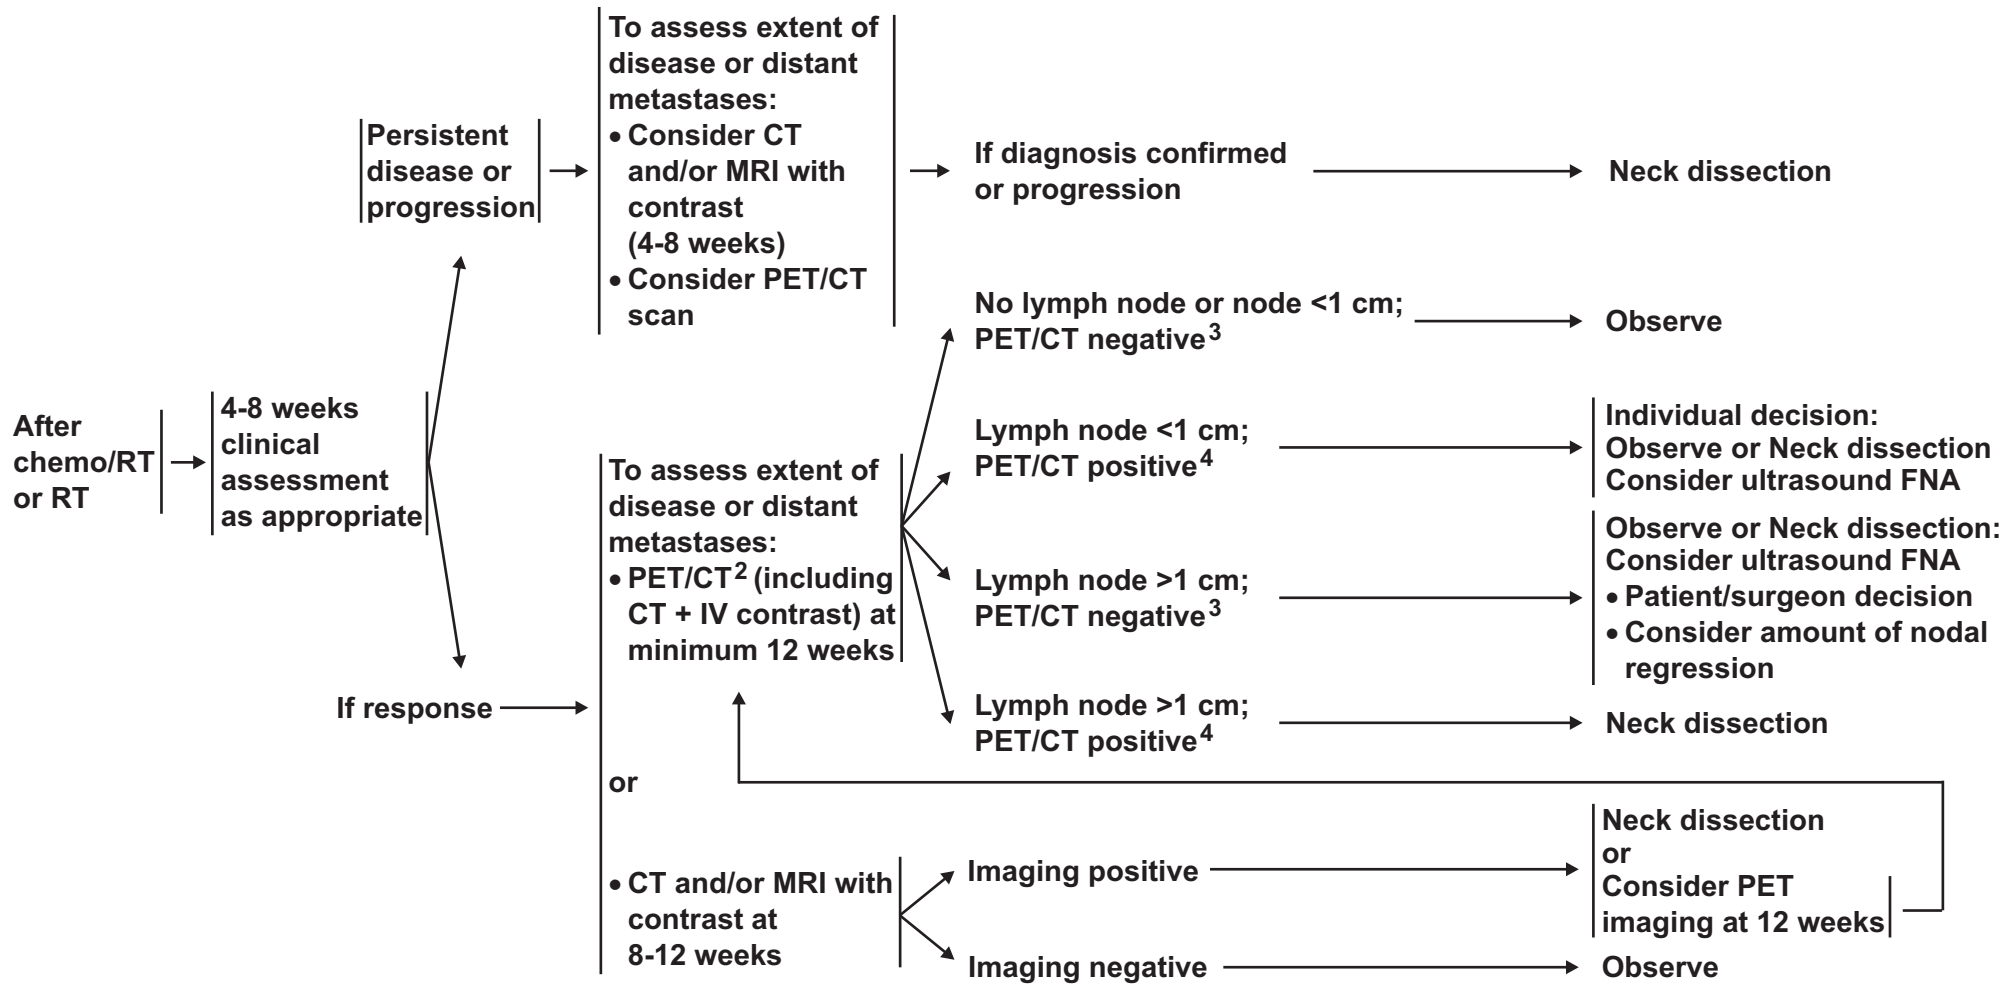 After
chemo/RT
or RT
4-8 weeks
clinical
assessment
as appropriate
Persistent
disease or
progression
To assess extent of
disease or distant
metastases:
• Consider CT
and/or MRI with
contrast
(4-8 weeks)
• Consider PET/CT
scan
If diagnosis confirmed
or progression
Neck dissection
If response
To assess extent of
disease or distant
metastases:
• PET/CT2 (including
CT + IV contrast) at
minimum 12 weeks
No lymph node or node <1 cm;
PET/CT negative3
Observe
Lymph node <1 cm;
PET/CT positive4
Individual decision:
Observe or Neck dissection
Consider ultrasound FNA
Lymph node >1 cm;
PET/CT negative3
Observe or Neck dissection:
Consider ultrasound FNA
• Patient/surgeon decision
• Consider amount of nodal
regression
Lymph node >1 cm;
PET/CT positive4
Neck dissection
or
• CT and/or MRI with
contrast at
8-12 weeks
Imaging positive
Neck dissection
or
Consider PET
imaging at 12 weeks
Imaging negative
Observe